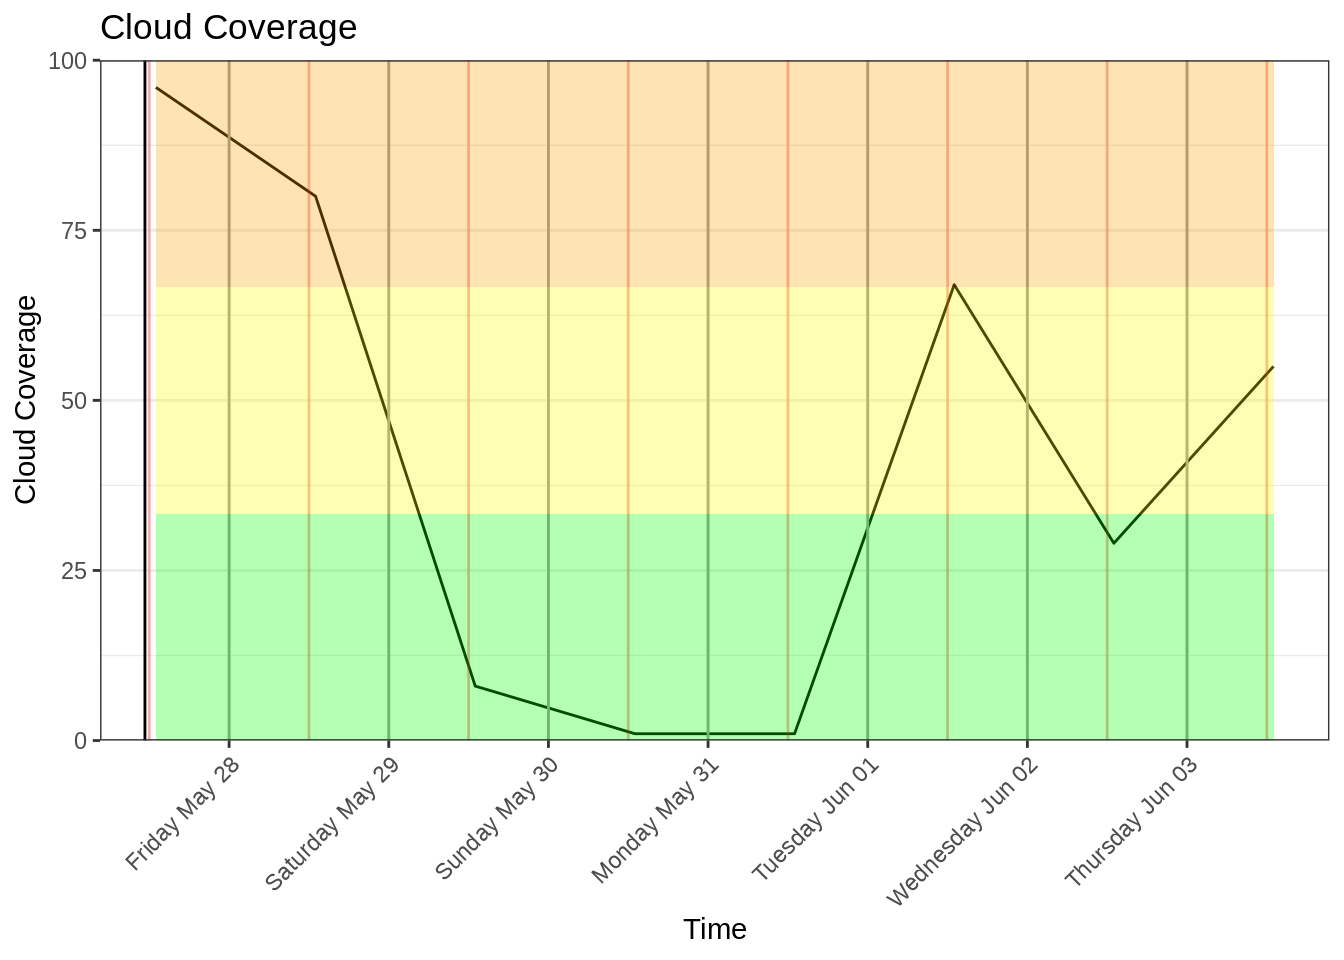 Cloud Coverage
Cloud Coverage
100
75
50
25
0
Friday May 28
Saturday May 29
Sunday May 30
Monday May 31
Tuesday Jun 01
Wednesday Jun 02
Thursday Jun 03
Time